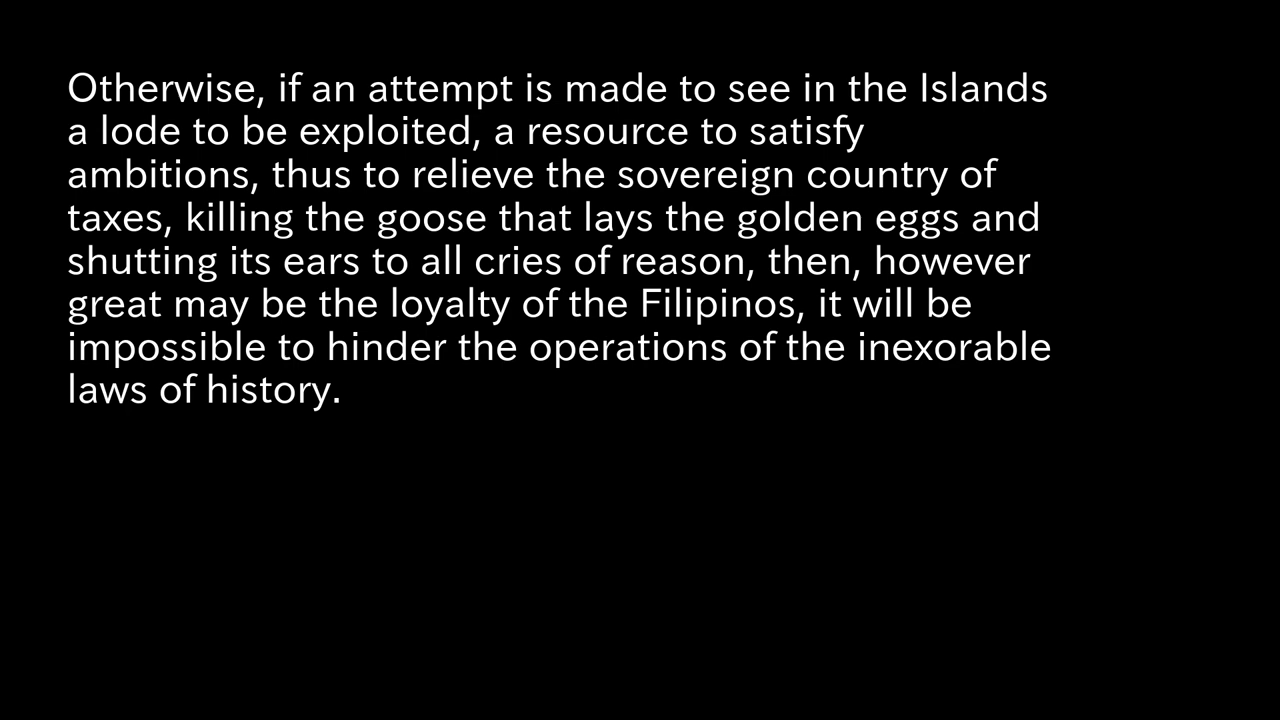 Otherwise, if an attempt is made to see in the Islands
a lode to be exploited, a resource to satisfy
ambitions, thus to relieve the sovereign country of
taxes, killing the goose that lays the golden eggs and
shutting its ears to all cries of reason, then, however
great may be the loyalty of the Filipinos, it will be
impossible to hinder the operations of the inexorable
laws of history.